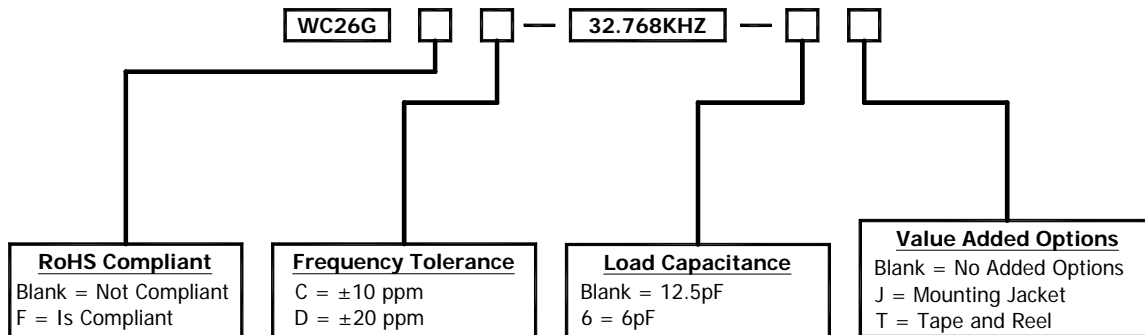 WC26G — 32.768KHZ —
RoHS Compliant
Blank = Not Compliant
F = Is Compliant
Frequency Tolerance
C = ±10 ppm
D = ±20 ppm
Load Capacitance
Blank = 12.5pF
6 = 6pF
Value Added Options
Blank = No Added Options
J = Mounting Jacket
T = Tape and Reel